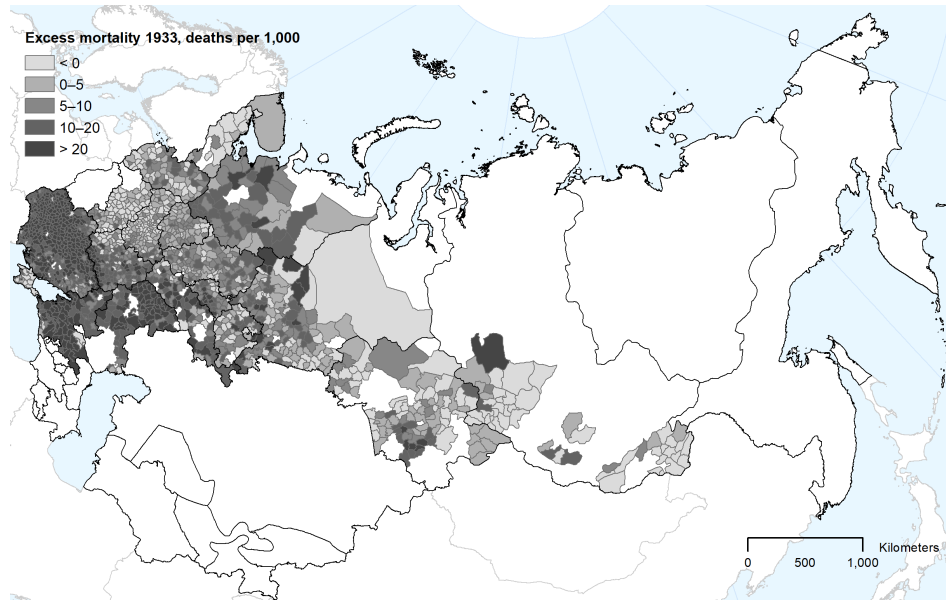 Excess mortality 1933, deaths per 1,000
< 0
0–5
5–10
10–20
> 20
Kilometers
0 500 1,000